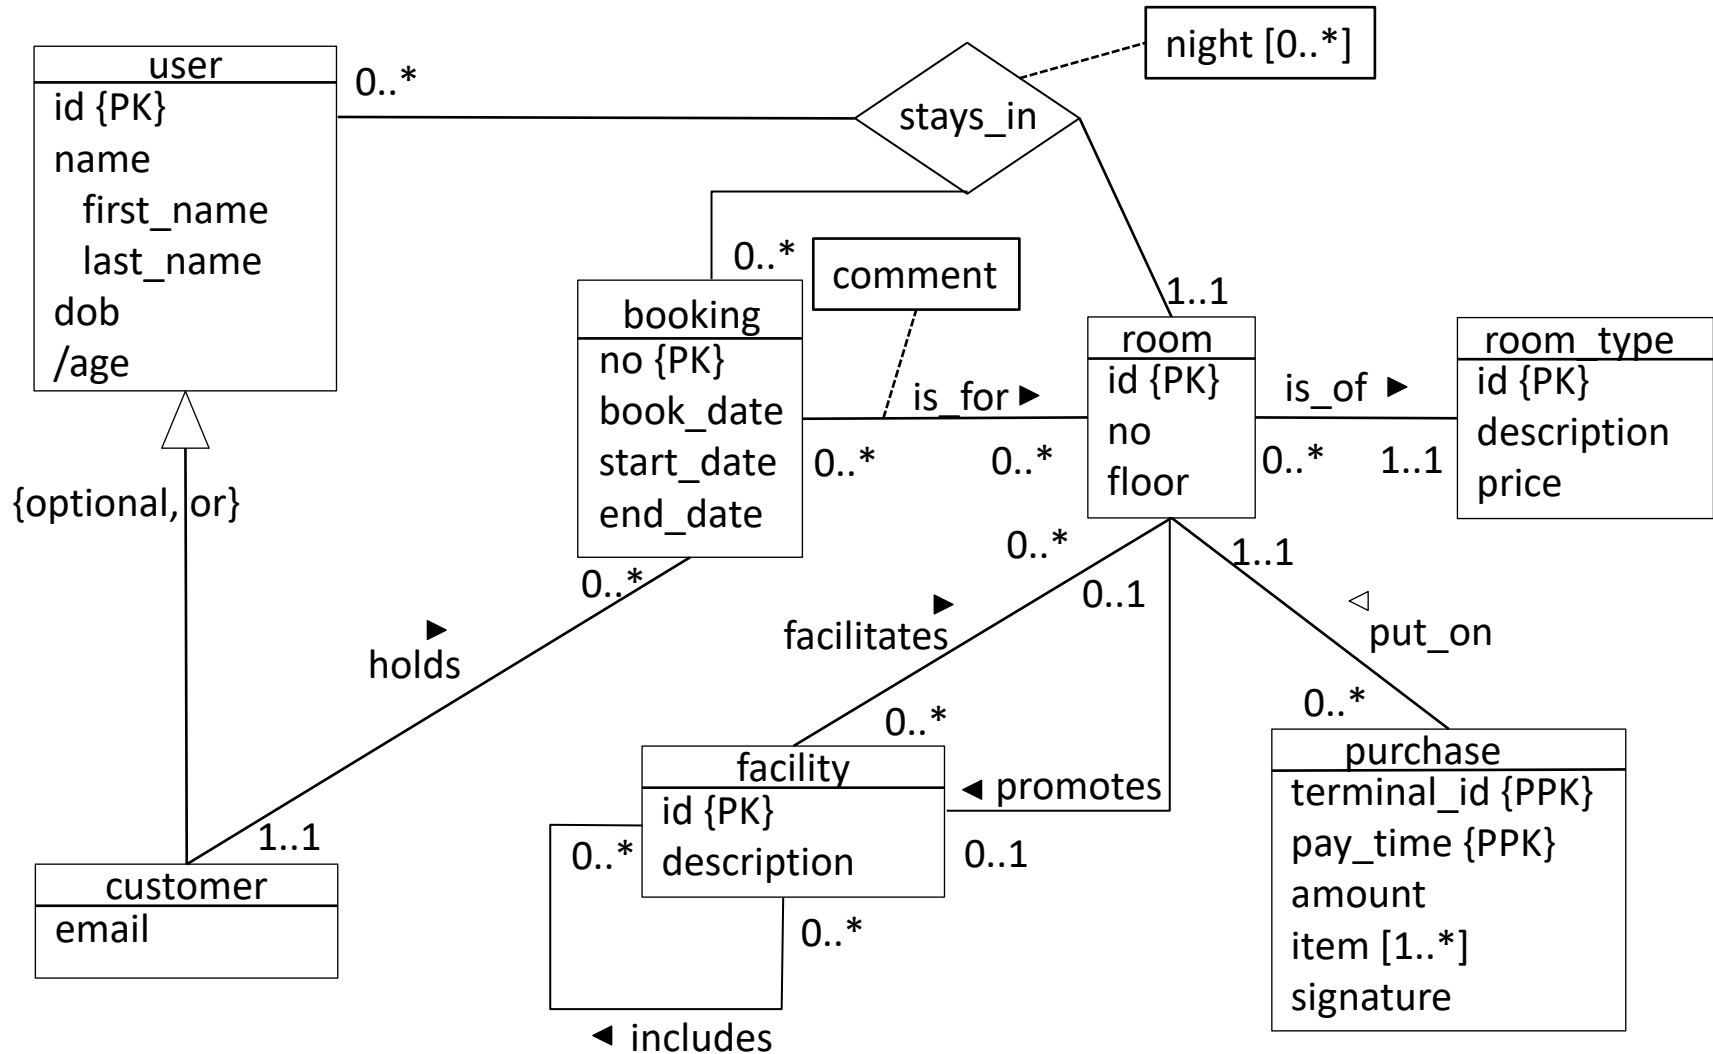 night [0..*]
user
id {PK}
name
first_name
last_name
dob
/age
0..*
stays_in
0..*
comment
1..1
booking
no {PK}
book_date
start_date
end_date
is_for ►
0..*
0..*
room
id {PK}
no
floor
is_of ►
0..*
1..1
room_type
id {PK}
description
price
{optional, or}
0..*
►
holds
1..1
customer
email
0..*
►
facilitates
0..*
0..1
◄ promotes
0..1
1..1
◁
put_on
0..*
facility
id {PK}
description
0..*
0..*
◄ includes
purchase
terminal_id {PPK}
pay_time {PPK}
amount
item [1..*]
signature